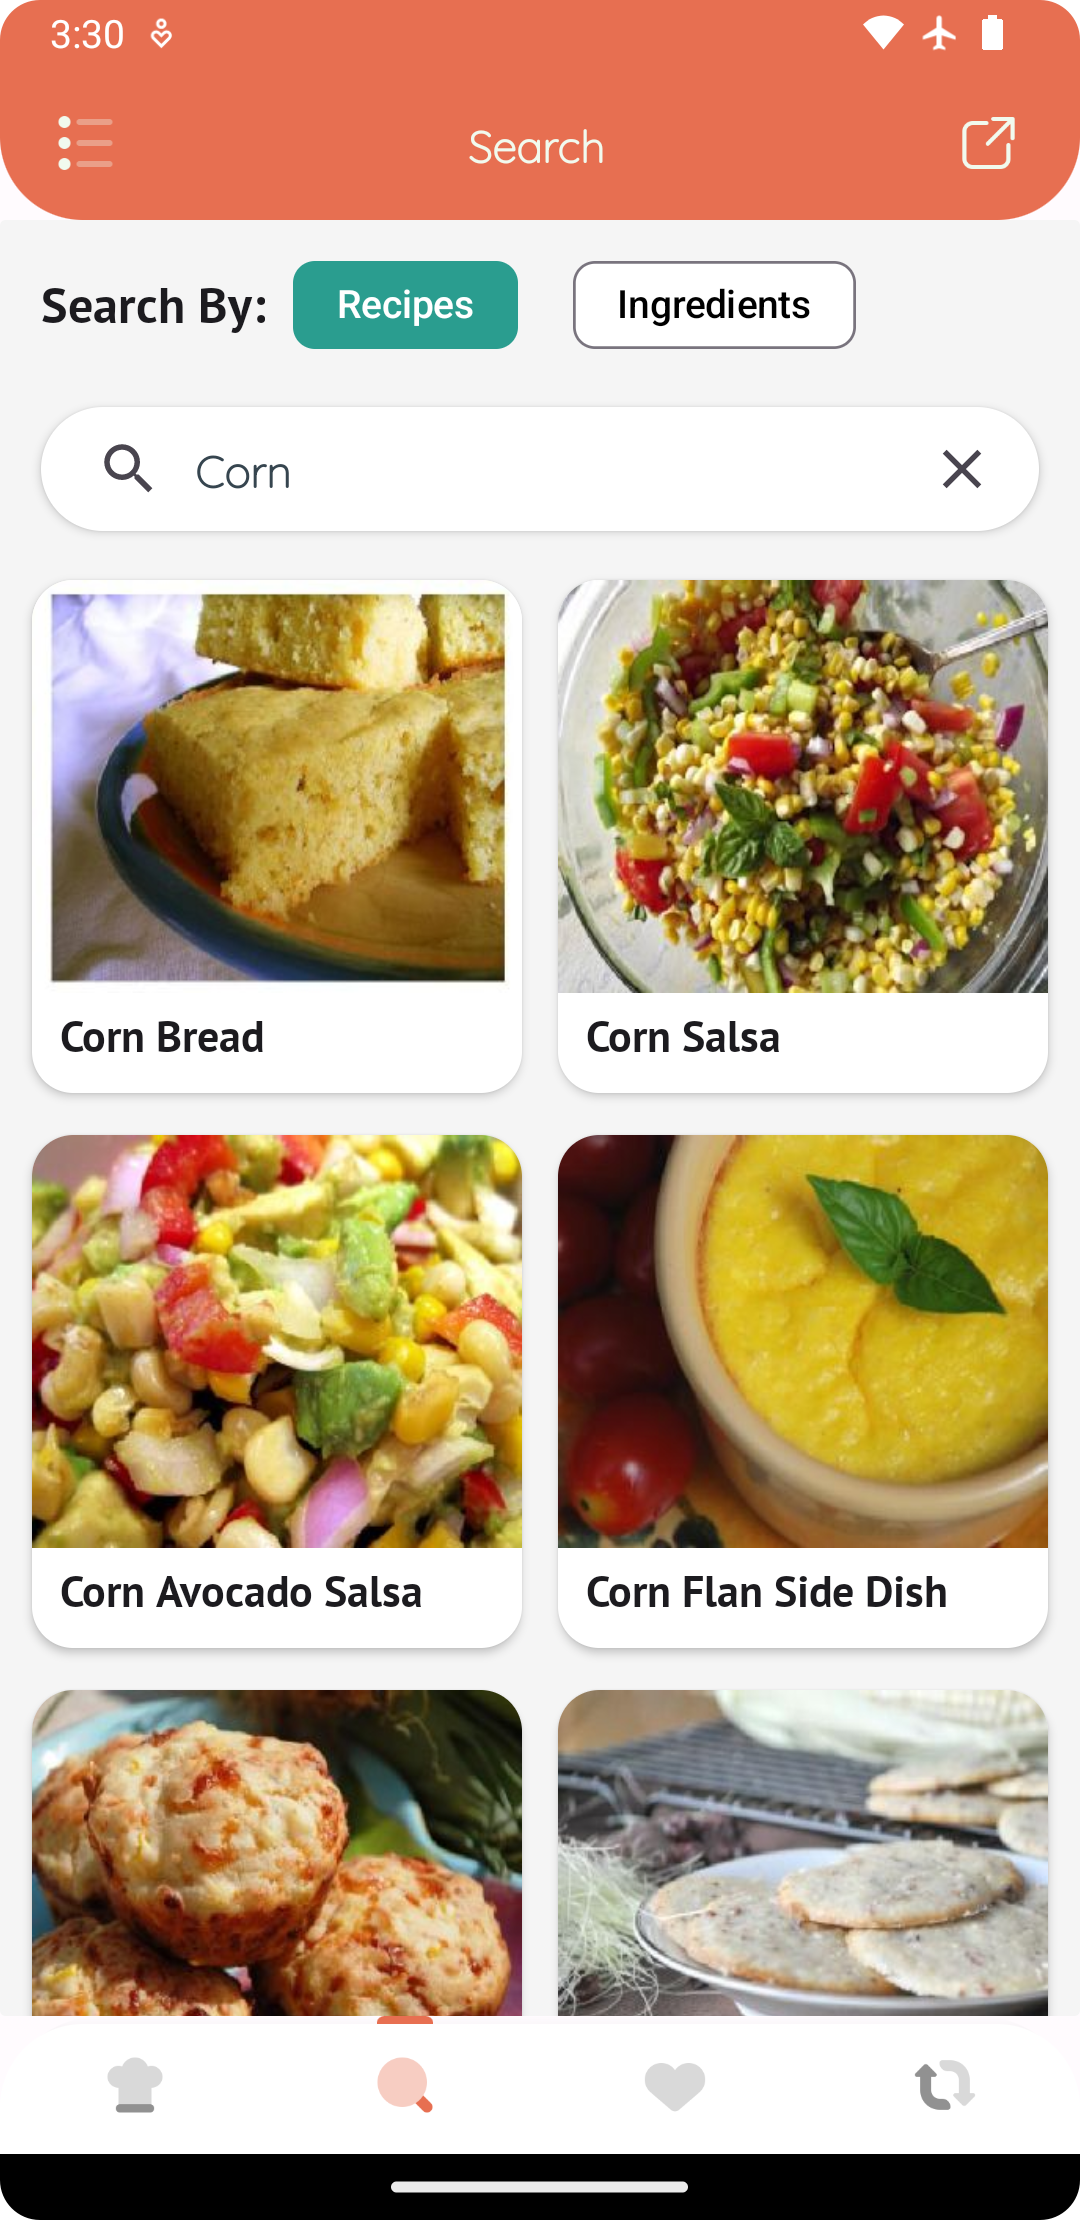 3:30
Search
Search By:
Recipes
Ingredients
Corn
Corn Bread
Corn Salsa
Corn Avocado Salsa
Corn Flan Side Dish